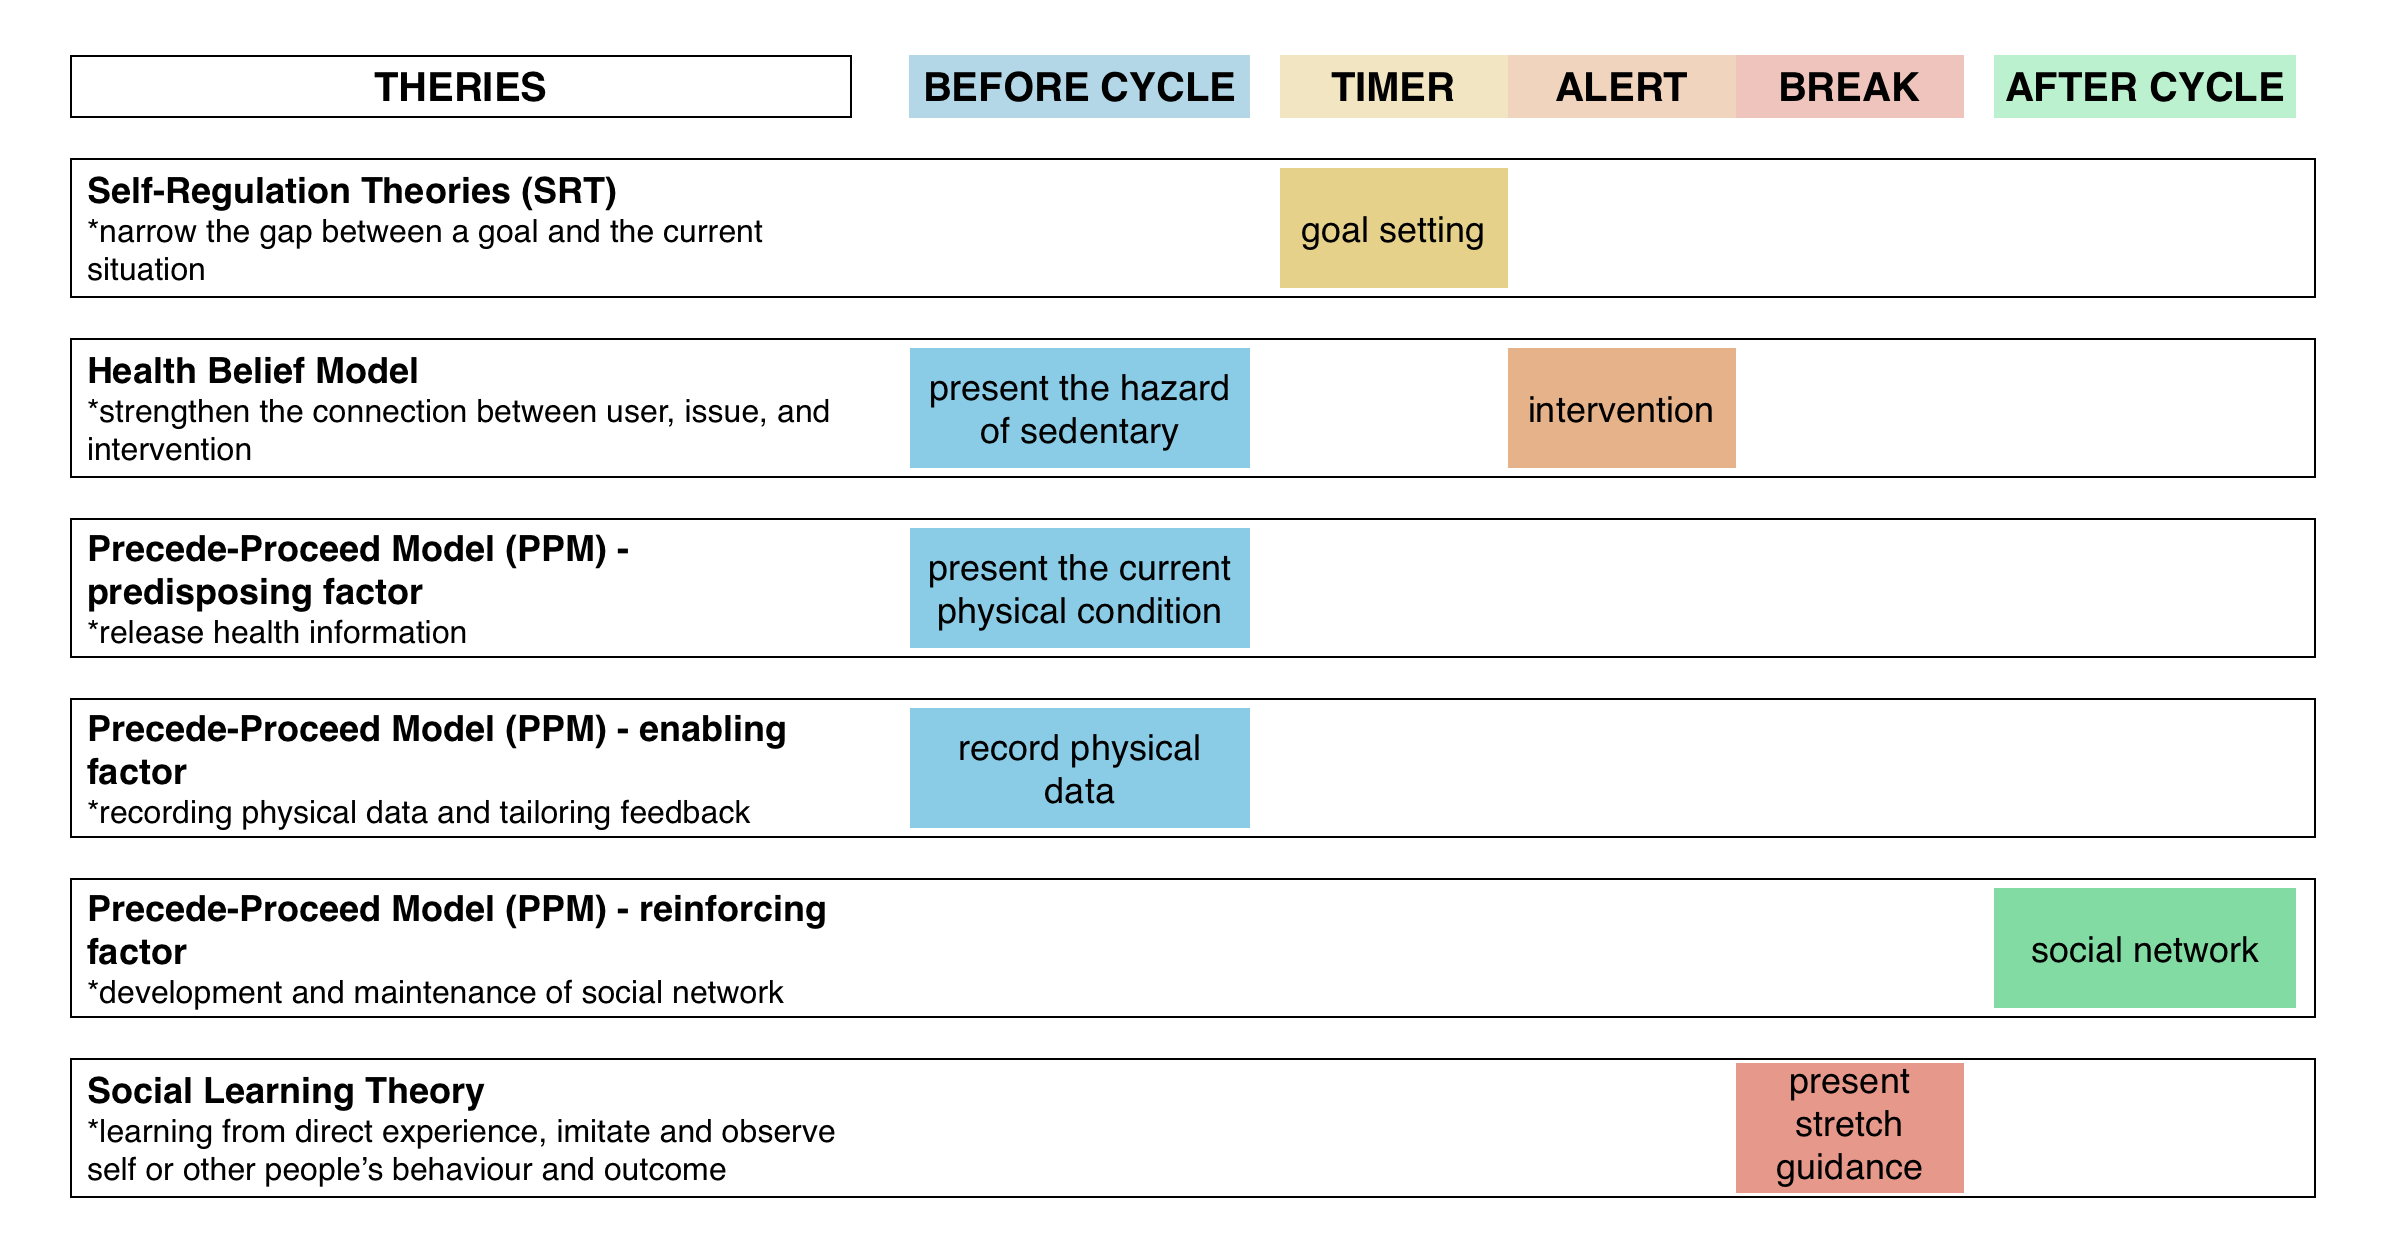 THERIES
BEFORE CYCLE
TIMER
ALERT
BREAK
AFTER CYCLE
Self-Regulation Theories (SRT)
*narrow the gap between a goal and the current
situation
goal setting
Health Belief Model
*strengthen the connection between user, issue, and
intervention
present the hazard
of sedentary
intervention
Precede-Proceed Model (PPM) -
predisposing factor
*release health information
present the current
physical condition
Precede-Proceed Model (PPM) - enabling
factor
*recording physical data and tailoring feedback
record physical
data
Precede-Proceed Model (PPM) - reinforcing
factor
*development and maintenance of social network
social network
Social Learning Theory
*learning from direct experience, imitate and observe
self or other people’s behaviour and outcome
present
stretch
guidance